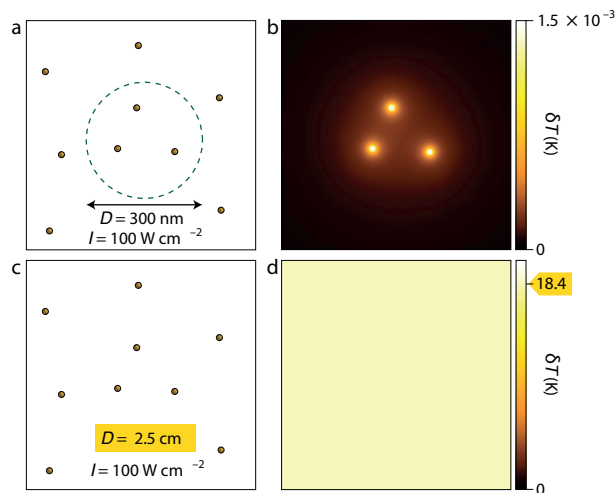 a
D = 300 nm
I = 100 W cm⁻²
b
1.5 × 10⁻³
δT (K)
0
c
D = 2.5 cm
I = 100 W cm⁻²
d
18.4
δT (K)
0